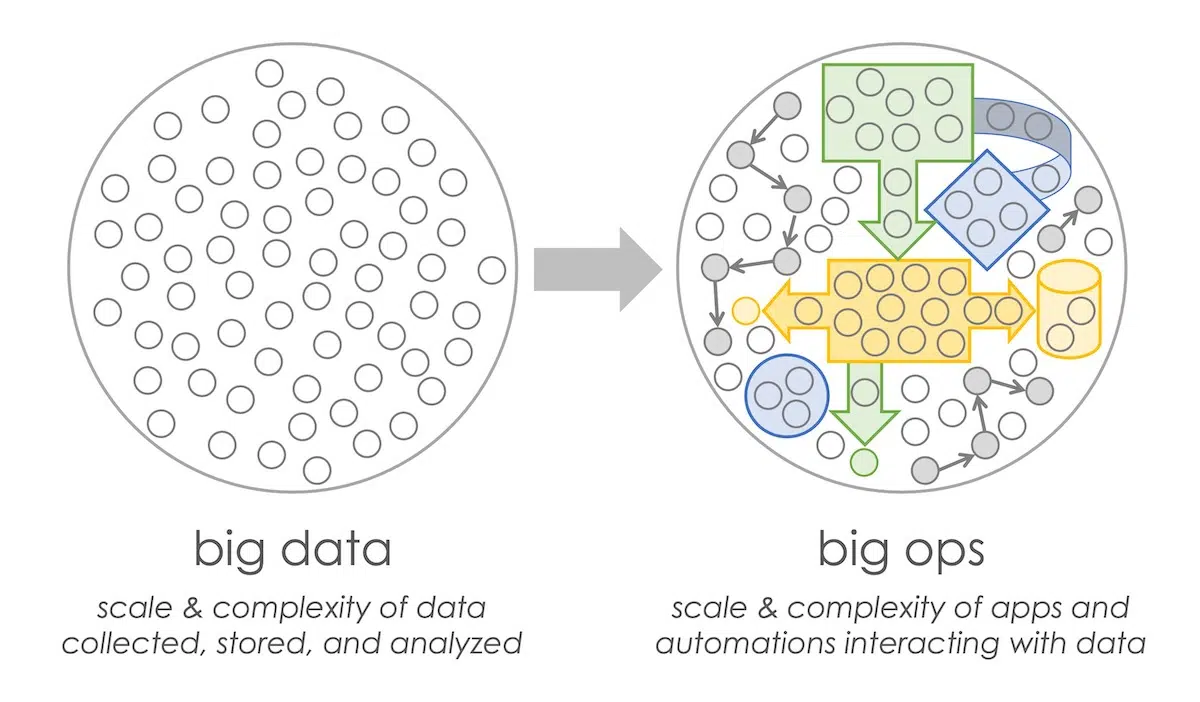 big data
scale & complexity of data
collected, stored, and analyzed
big ops
scale & complexity of apps and
automations interacting with data